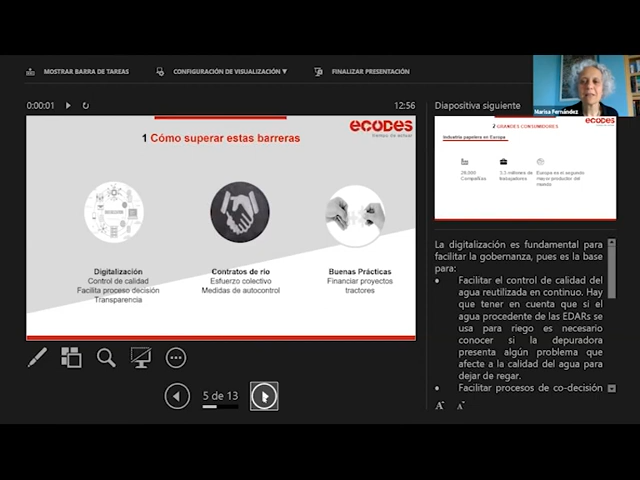 MOSTRAR BARRA DE TAREAS
CONFIGURACIÓN DE VISUALIZACIÓN ▼
FINALIZAR PRESENTACIÓN
Marisa Fernández
0:00:01
12:56
Diapositiva siguiente
ecodes
tiempo de actuar
1 Cómo superar estas barreras
Digitalización
Control de calidad
Facilita proceso decisión
Transparencia
Contratos de río
Esfuerzo colectivo
Medidas de autocontrol
Buenas Prácticas
Financiar proyectos
tractores
5 de 13
ecodes
2 GRANDES CONSUMIDORES
Industria papelera en Europa
Compañías
trabajadores
Europa es el segundo
mayor productor del
mundo
La digitalización es fundamental para
facilitar la gobernanza, pues es la base
para:
• Facilitar el control de calidad del
agua reutilizada en continuo. Hay
que tener en cuenta que si el
agua procedente de las EDARs se
usa para riego es necesario
conocer si la depuradora
presenta algún problema que
afecte a la calidad del agua para
dejar de regar.
• Facilitar procesos de co-decisión
A A